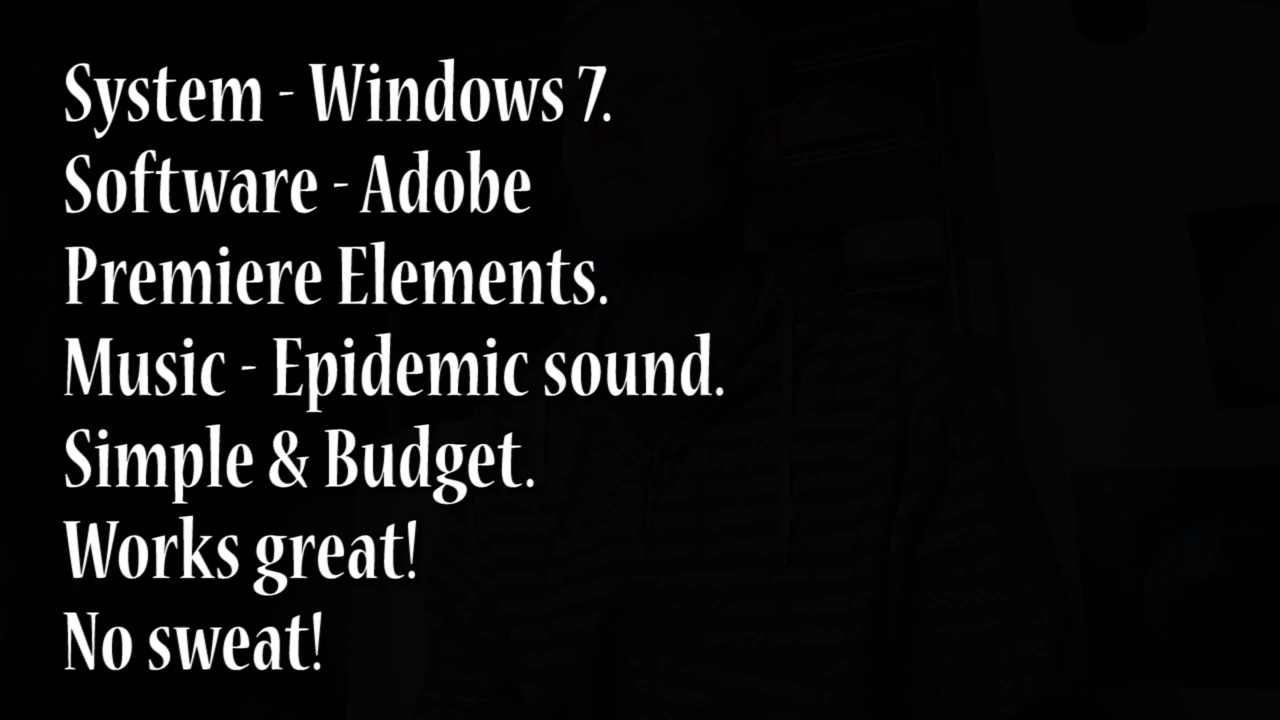 System - Windows 7.
Software - Adobe
Premiere Elements.
Music - Epidemic sound.
Simple & Budget.
Works great!
No sweat!